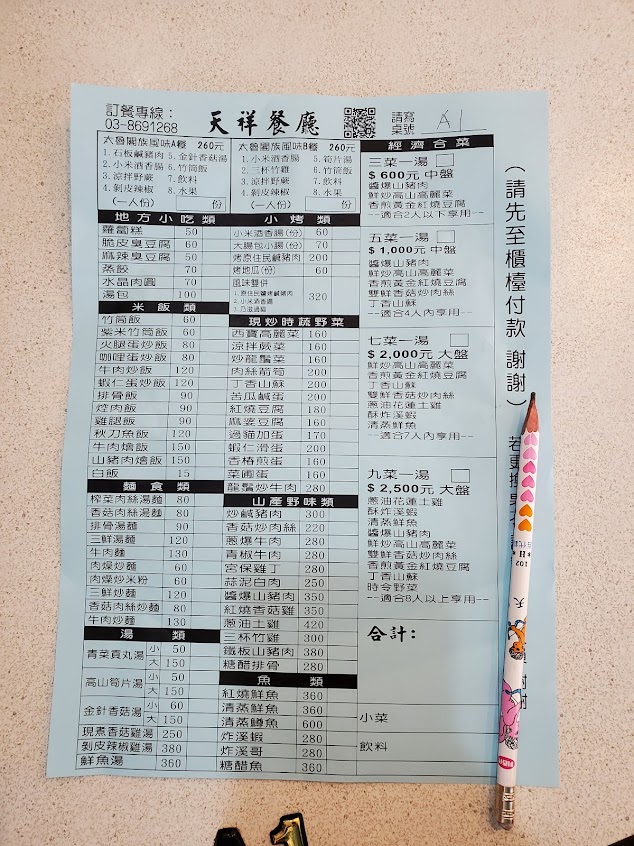 訂餐專線：
03-8691268
天祥餐廳
請寫
桌號 A1
太魯閣族風味A餐 260元
1.石板鹹豬肉 5.金針香菇湯
2.小米酒香腸 6.竹筒飯
3.涼拌野蕨 7.飲料
4.剝皮辣椒 8.水果
(一人份) 份
太魯閣族風味B餐 260元
1.小米酒香腸 5.筍片湯
2.三杯竹雞 6.竹筒飯
3.涼拌野蕨 7.飲料
4.剝皮辣椒 8.水果
(一人份) 份
地方小吃類
蘿蔔糕 50
脆皮臭豆腐 60
麻辣臭豆腐 50
蒸餃 70
水晶肉圓 70
湯包 100
米飯類
竹筒飯 60
紫米竹筒飯 60
火腿蛋炒飯 80
咖哩蛋炒飯 80
牛肉炒飯 120
蝦仁蛋炒飯 120
排骨飯 90
焢肉飯 90
雞腿飯 90
秋刀魚飯 120
牛肉燴飯 150
山豬肉燴飯 150
白飯 15
麵食類
榨菜肉絲湯麵 80
香菇肉絲湯麵 80
排骨湯麵 90
三鮮湯麵 120
牛肉麵 130
肉燥炒麵 60
肉燥炒米粉 60
三鮮炒麵 120
香菇肉絲炒麵 80
牛肉炒麵 130
湯類
青菜貢丸湯 小 50
大 150
高山筍片湯 小 50
大 150
金針香菇湯 小 60
大 150
現煮香菇雞湯 250
剝皮辣椒雞湯 380
鮮魚湯 360
小烤類
小米酒香腸(份) 60
大腸包小腸(份) 70
烤原住民鹹豬肉 200
烤地瓜(份) 60
風味雙併
1.原住民鹽烤鹹豬肉
2.小米酒香腸
320
現炒時蔬野菜
西寶高麗菜 160
涼拌蕨菜 160
炒龍鬚菜 160
肉絲箭筍 200
丁香山蘇 200
苦瓜鹹蛋 200
紅燒豆腐 180
麻婆豆腐 160
過貓加蛋 170
蝦仁滑蛋 200
香椿煎蛋 160
菜甫蛋 160
龍鬚炒牛肉 280
山產野味類
炒鹹豬肉 300
香菇炒肉絲 220
蔥爆牛肉 280
青椒牛肉 280
宮保雞丁 280
蒜泥白肉 250
醬爆山豬肉 350
紅燒香菇雞 350
蔥油土雞 420
三杯竹雞 300
鐵板山豬肉 380
糖醋排骨 280
魚類
紅燒鮮魚 360
清蒸鮮魚 360
清蒸鱒魚 600
炸溪蝦 280
炸溪哥 280
糖醋魚 360
經濟合菜
三菜一湯
$600元 中盤
醬爆山豬肉
鮮炒高山高麗菜
香煎黃金紅燒豆腐
--適合2人以下享用--
五菜一湯
$1,000元 中盤
醬爆山豬肉
鮮炒高山高麗菜
香煎黃金紅燒豆腐
雙鮮香菇炒肉絲
丁香山蘇
--適合4人內享用---
七菜一湯
$2,000元 大盤
鮮炒高山高麗菜
香煎黃金紅燒豆腐
丁香山蘇
雙鮮香菇炒肉絲
蔥油花蓮土雞
酥炸溪蝦
清蒸鮮魚
--適合7人內享用----
九菜一湯
$2,500元 大盤
蔥油花蓮土雞
酥炸溪蝦
清蒸鮮魚
醬爆山豬肉
鮮炒高山高麗菜
雙鮮香菇炒肉絲
香煎黃金紅燒豆腐
丁香山蘇
時令野菜
--適合8人以上享用---
合計：
小菜
飲料
(請先至櫃檯付款 謝謝)